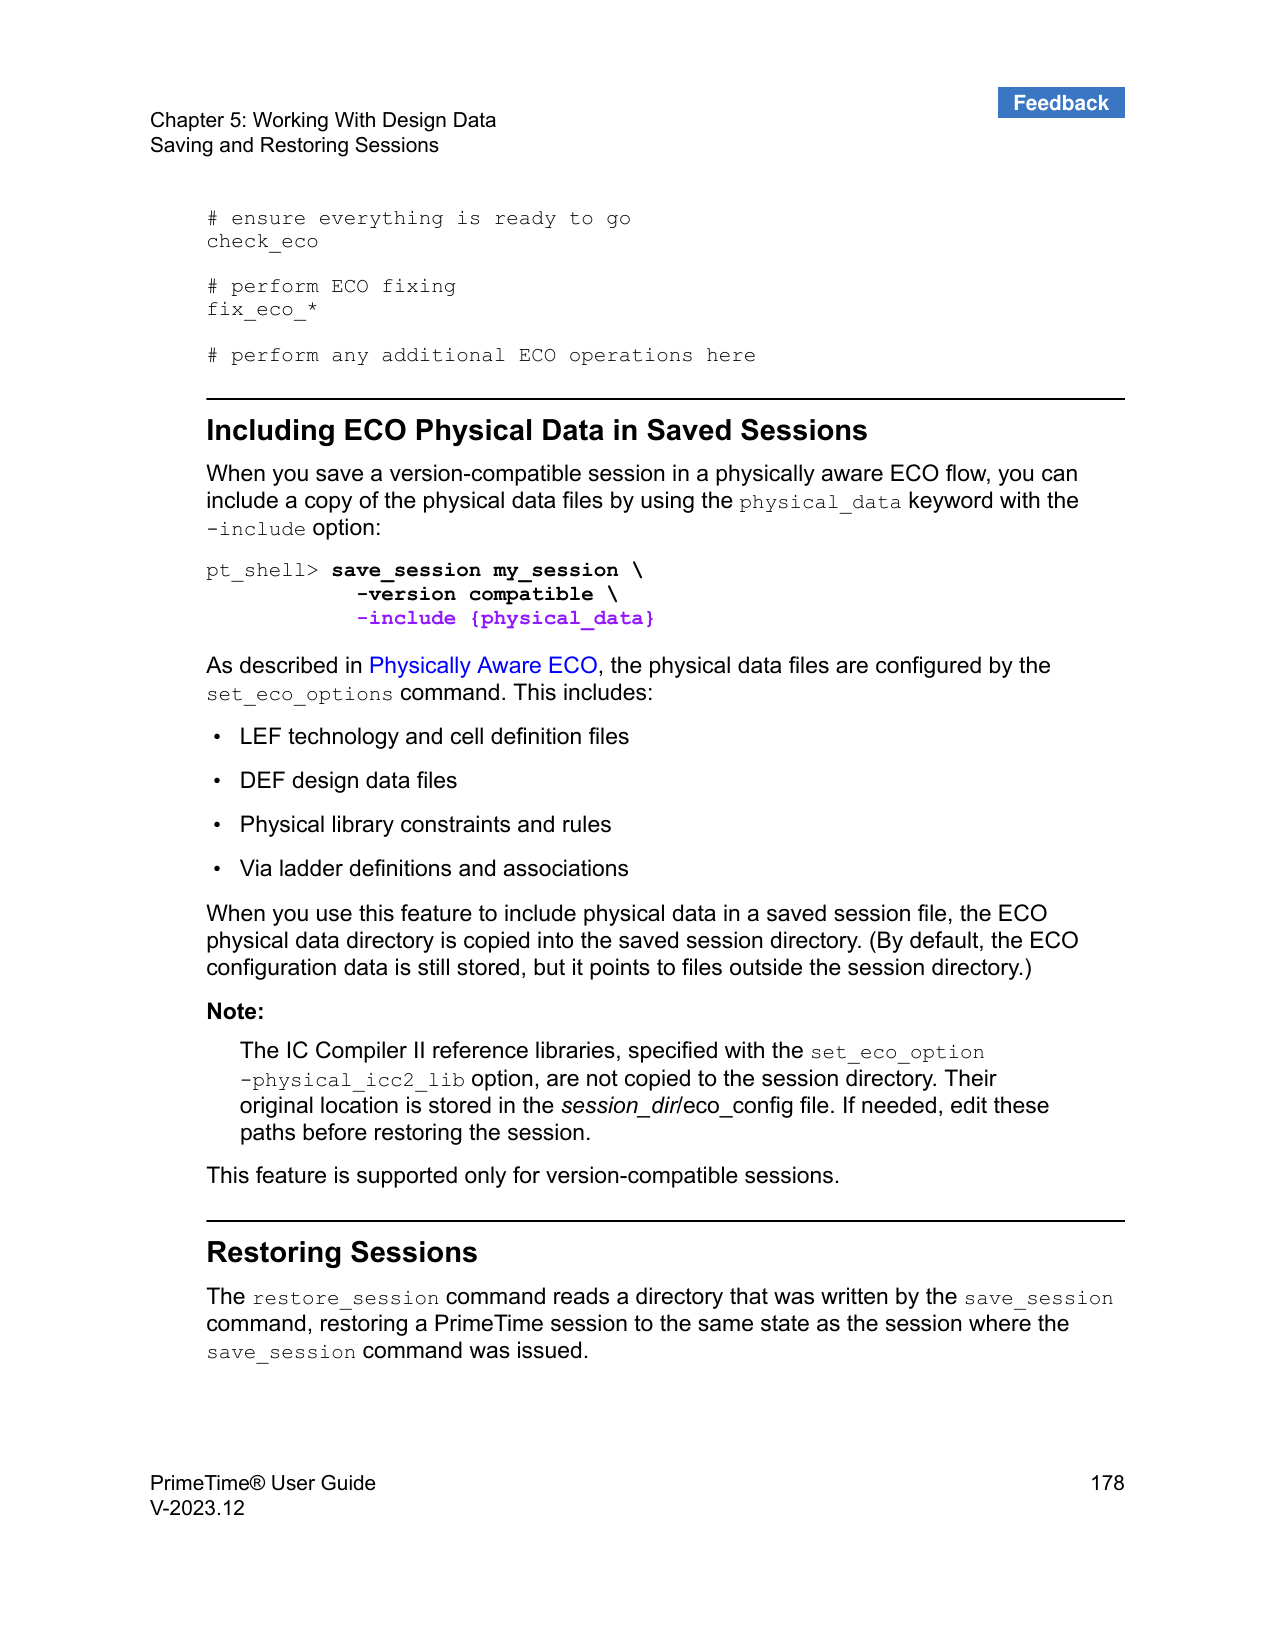 Feedback
Chapter 5: Working With Design Data
Saving and Restoring Sessions
# ensure everything is ready to go
check_eco
# perform ECO fixing
fix_eco_*
# perform any additional ECO operations here
Including ECO Physical Data in Saved Sessions
When you save a version-compatible session in a physically aware ECO flow, you can
include a copy of the physical data files by using the physical_data keyword with the
-include option:
pt_shell> save_session my_session \
-version compatible \
-include {physical_data}
As described in Physically Aware ECO, the physical data files are configured by the
set_eco_options command. This includes:
• LEF technology and cell definition files
• DEF design data files
• Physical library constraints and rules
• Via ladder definitions and associations
When you use this feature to include physical data in a saved session file, the ECO
physical data directory is copied into the saved session directory. (By default, the ECO
configuration data is still stored, but it points to files outside the session directory.)
Note:
The IC Compiler II reference libraries, specified with the set_eco_option
-physical_icc2_lib option, are not copied to the session directory. Their
original location is stored in the session_dir/eco_config file. If needed, edit these
paths before restoring the session.
This feature is supported only for version-compatible sessions.
Restoring Sessions
The restore_session command reads a directory that was written by the save_session
command, restoring a PrimeTime session to the same state as the session where the
save_session command was issued.
PrimeTime® User Guide
178
V-2023.12